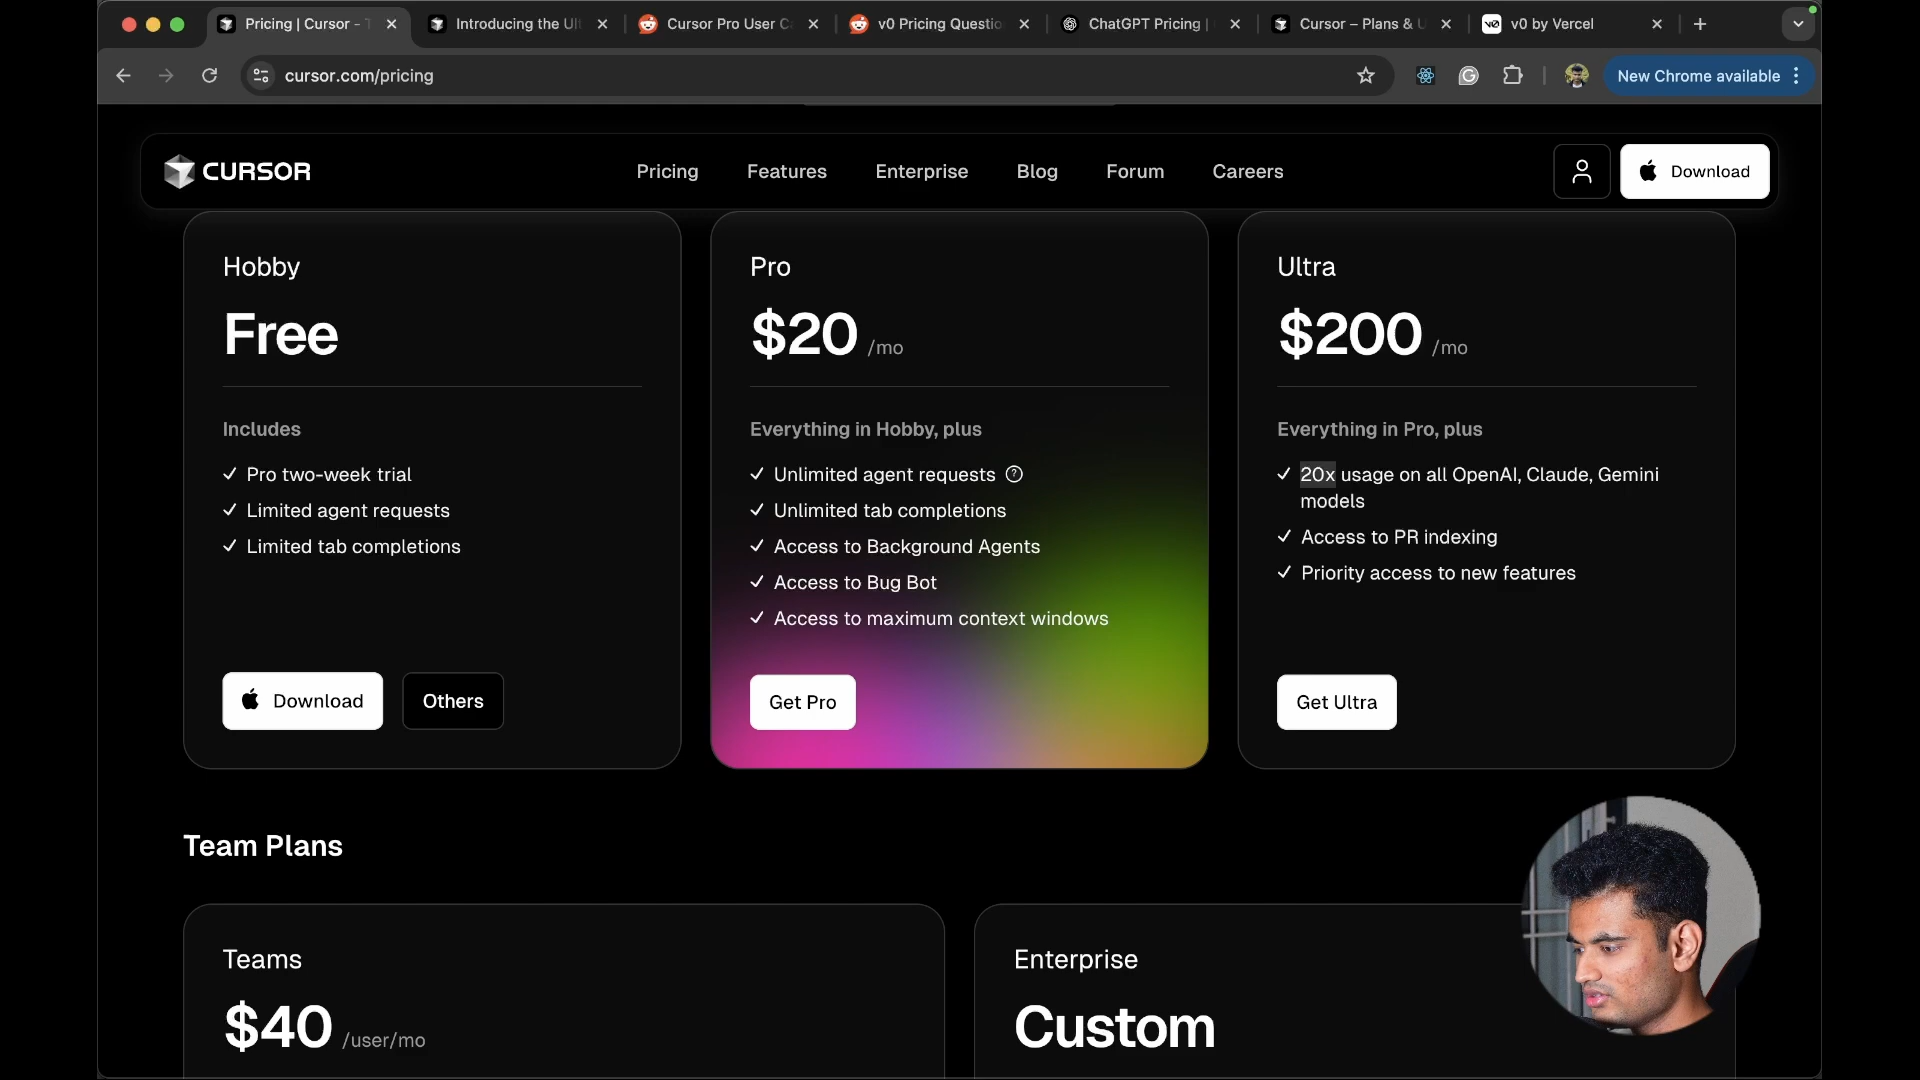 Pricing | Cursor - T
Introducing the Ult
Cursor Pro User C
v0 Pricing Questio
ChatGPT Pricing |
Cursor – Plans & U
v0 by Vercel
cursor.com/pricing
New Chrome available
CURSOR
Pricing
Features
Enterprise
Blog
Forum
Careers
Download
Hobby
Free
Includes
Pro two-week trial
Limited agent requests
Limited tab completions
Download
Others
Pro
$20 /mo
Everything in Hobby, plus
Unlimited agent requests
Unlimited tab completions
Access to Background Agents
Access to Bug Bot
Access to maximum context windows
Get Pro
Ultra
$200 /mo
Everything in Pro, plus
20x usage on all OpenAI, Claude, Gemini
models
Access to PR indexing
Priority access to new features
Get Ultra
Team Plans
Teams
$40 /user/mo
Enterprise
Custom